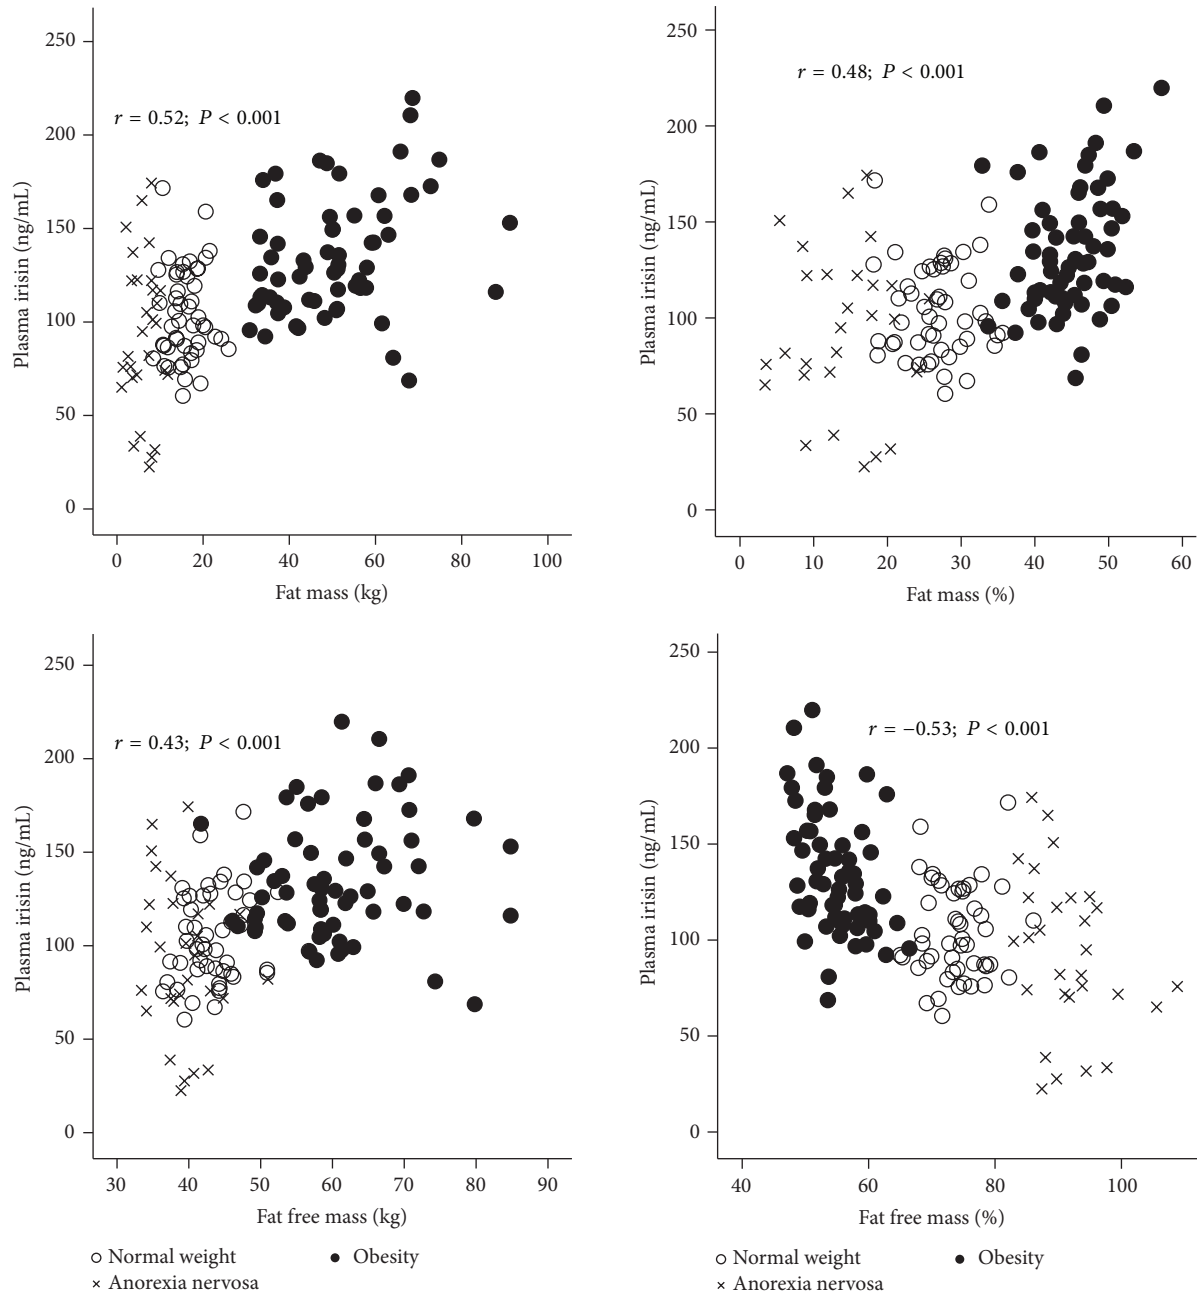 250
200
150
100
50
0
Plasma irisin (ng/mL)
r = 0.52; P < 0.001
0 20 40 60 80 100
Fat mass (kg)
250
200
150
100
50
0
Plasma irisin (ng/mL)
r = 0.48; P < 0.001
0 10 20 30 40 50 60
Fat mass (%)
250
200
150
100
50
0
Plasma irisin (ng/mL)
r = 0.43; P < 0.001
30 40 50 60 70 80 90
Fat free mass (kg)
Normal weight Obesity
Anorexia nervosa
250
200
150
100
50
0
Plasma irisin (ng/mL)
r = −0.53; P < 0.001
40 60 80 100
Fat free mass (%)
Normal weight Obesity
Anorexia nervosa